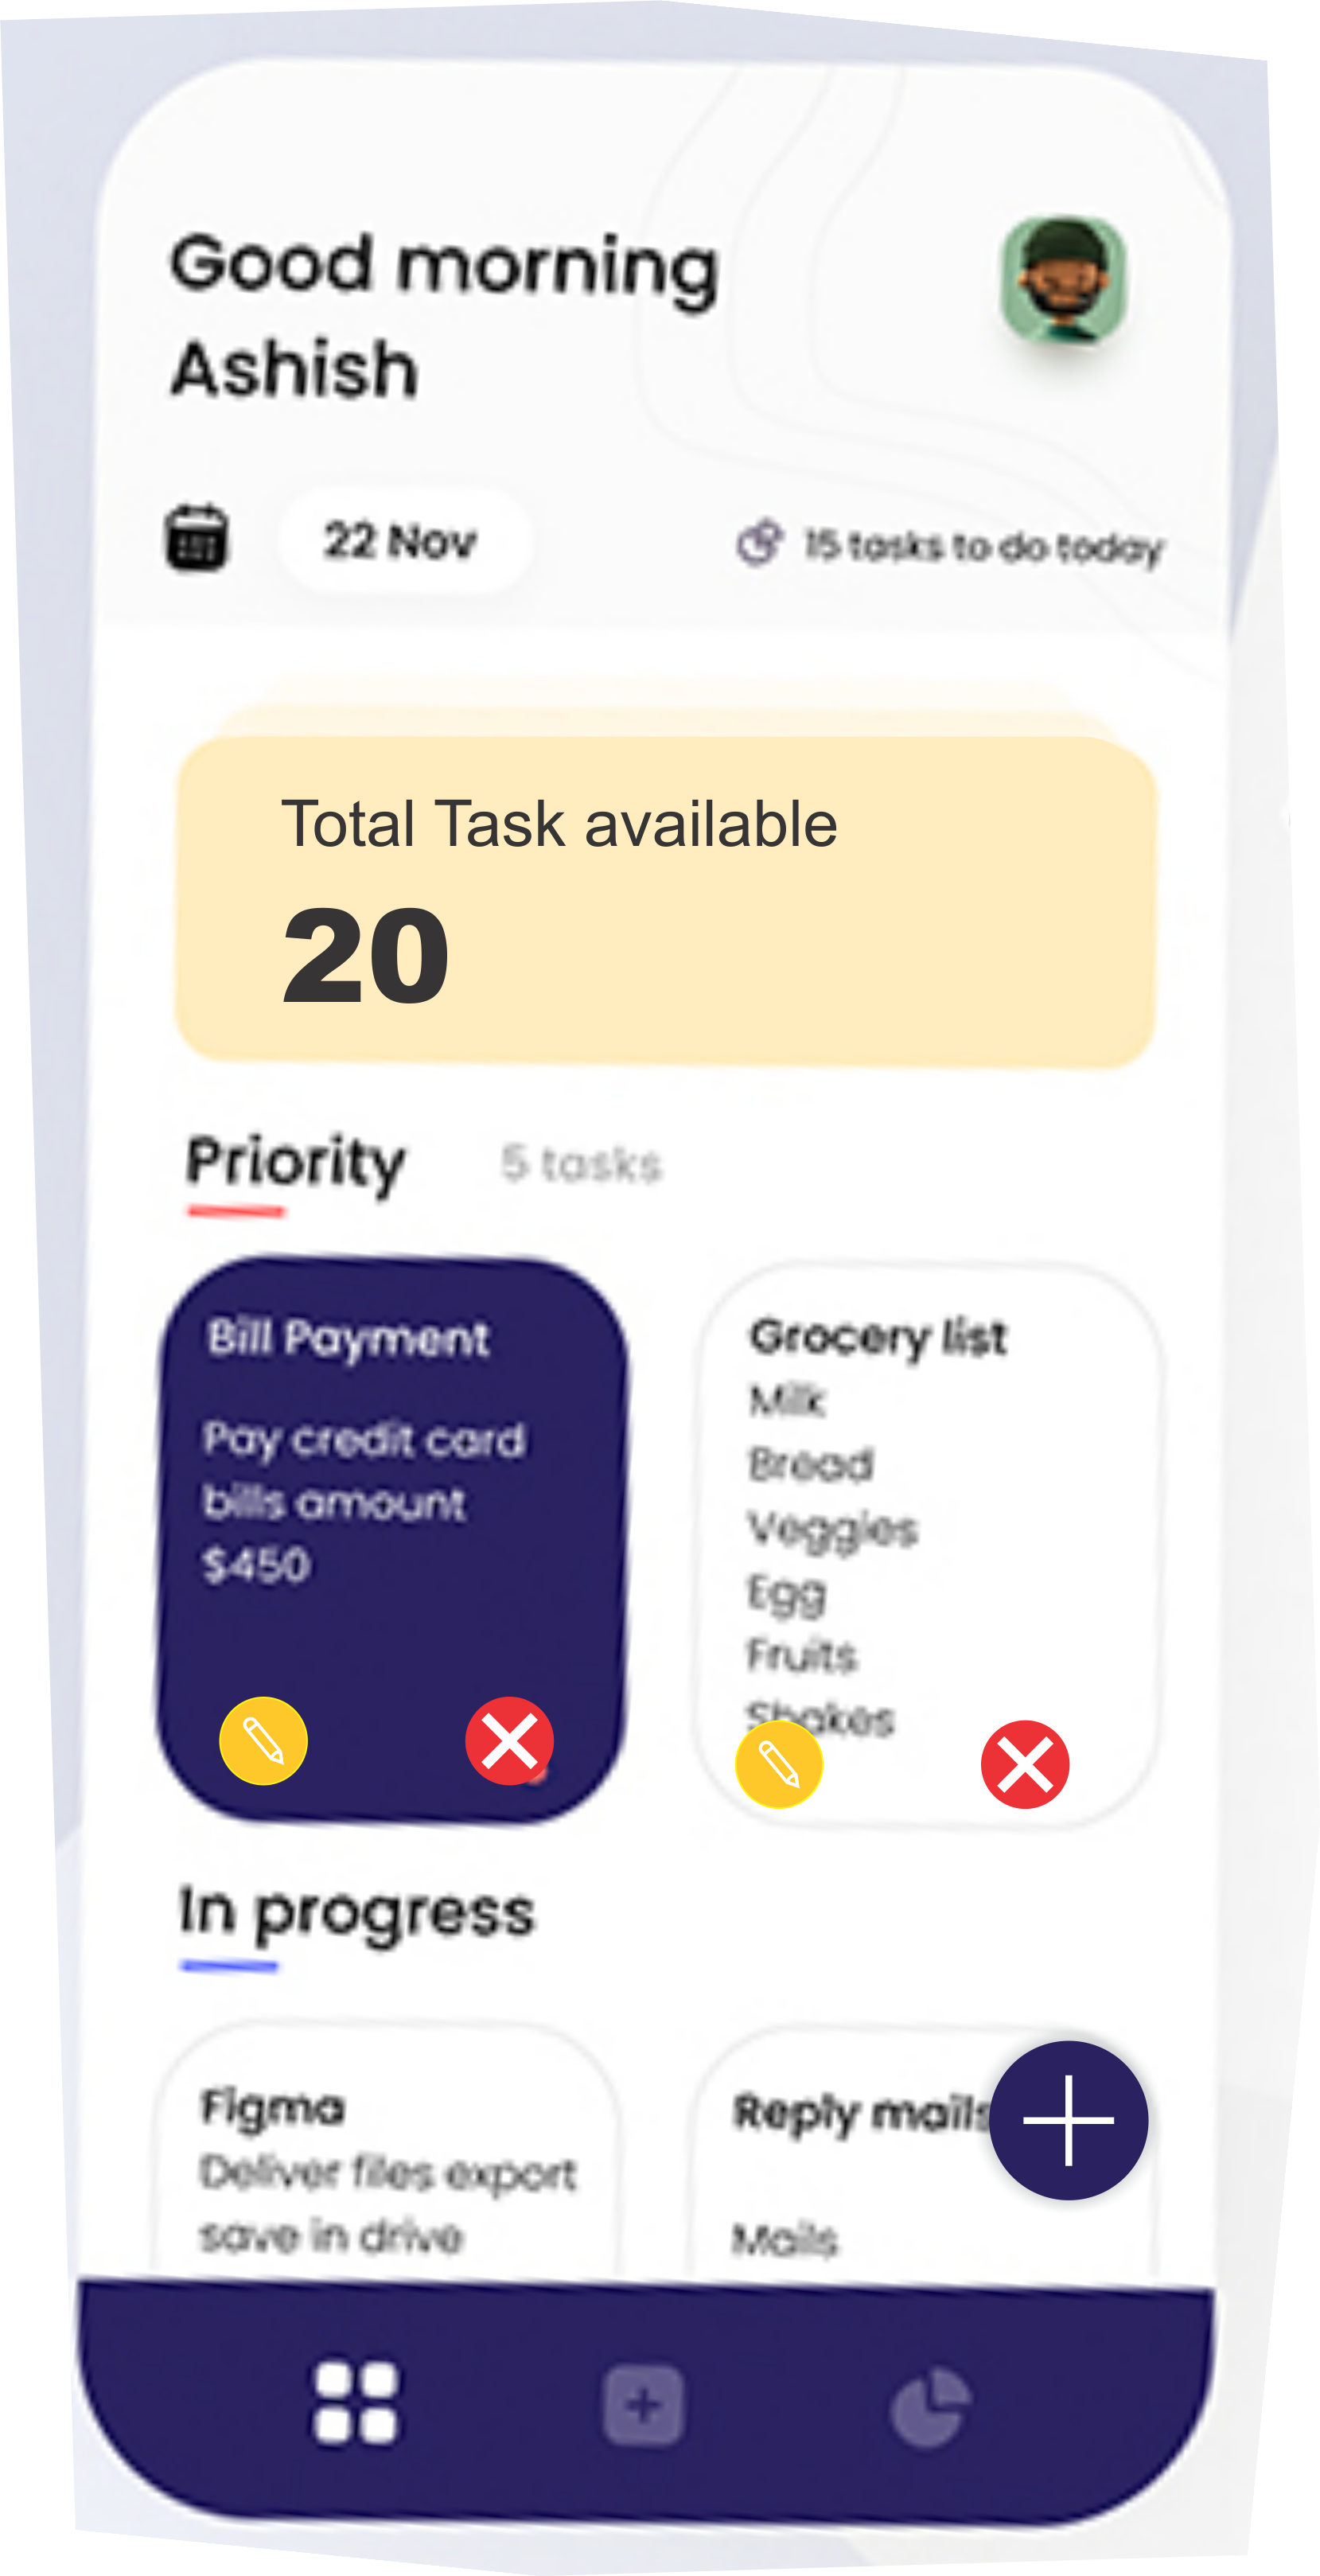 Good morning
Ashish
22 Nov
15 tasks to do today
Total Task available
20
Priority
5 tasks
Bill Payment
Pay credit card
bills amount
$450
Grocery list
Milk
Bread
Veggies
Egg
Fruits
Shakes
In progress
Figma
Deliver files export
save in drive
Reply mails
Mails